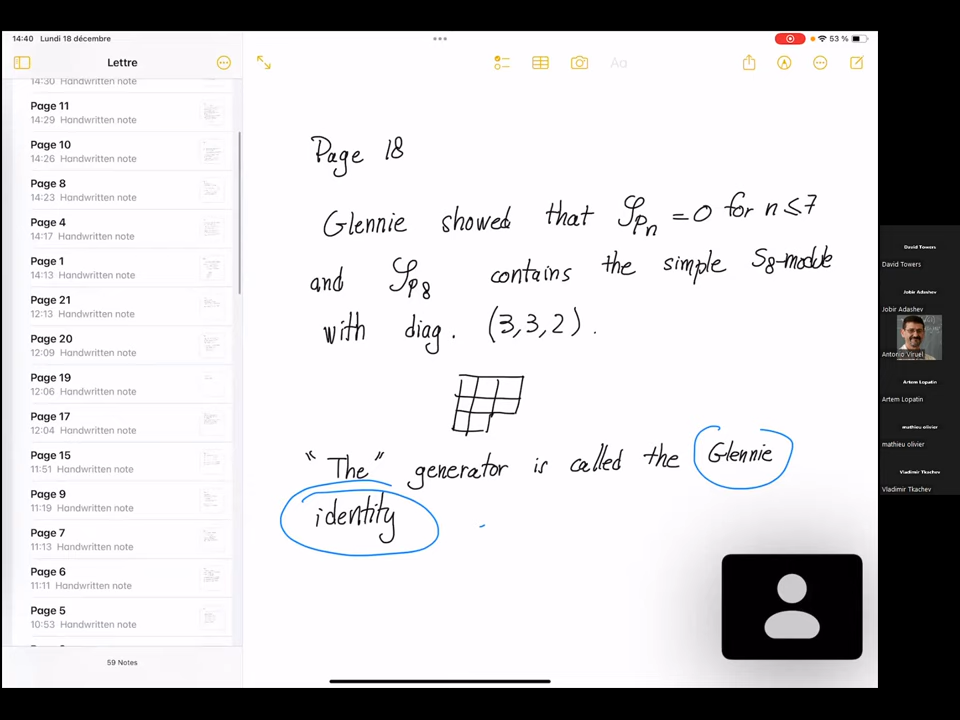 14:40 Lundi 18 décembre
53 %
Lettre
14:30 Handwritten note
Page 11
14:29 Handwritten note
Page 10
14:26 Handwritten note
Page 8
14:23 Handwritten note
Page 4
14:17 Handwritten note
Page 1
14:13 Handwritten note
Page 21
12:13 Handwritten note
Page 20
12:09 Handwritten note
Page 19
12:06 Handwritten note
Page 17
12:04 Handwritten note
Page 15
11:51 Handwritten note
Page 9
11:19 Handwritten note
Page 7
11:13 Handwritten note
Page 6
11:11 Handwritten note
Page 5
10:53 Handwritten note
59 Notes
Aa
Page 18
Glennie showed that 𝒮𝒫ₙ = 0 for n ≤ 7
and 𝒮𝒫₈ contains the simple S₈-module
with diag. (3,3,2).
"The" generator is called the Glennie
identity
David Towers
David Towers
Jobir Adashev
Jobir Adashev
Antonio Viruel
Artem Lopatin
Artem Lopatin
mathieu olivier
mathieu olivier
Vladimir Tkachev
Vladimir Tkachev